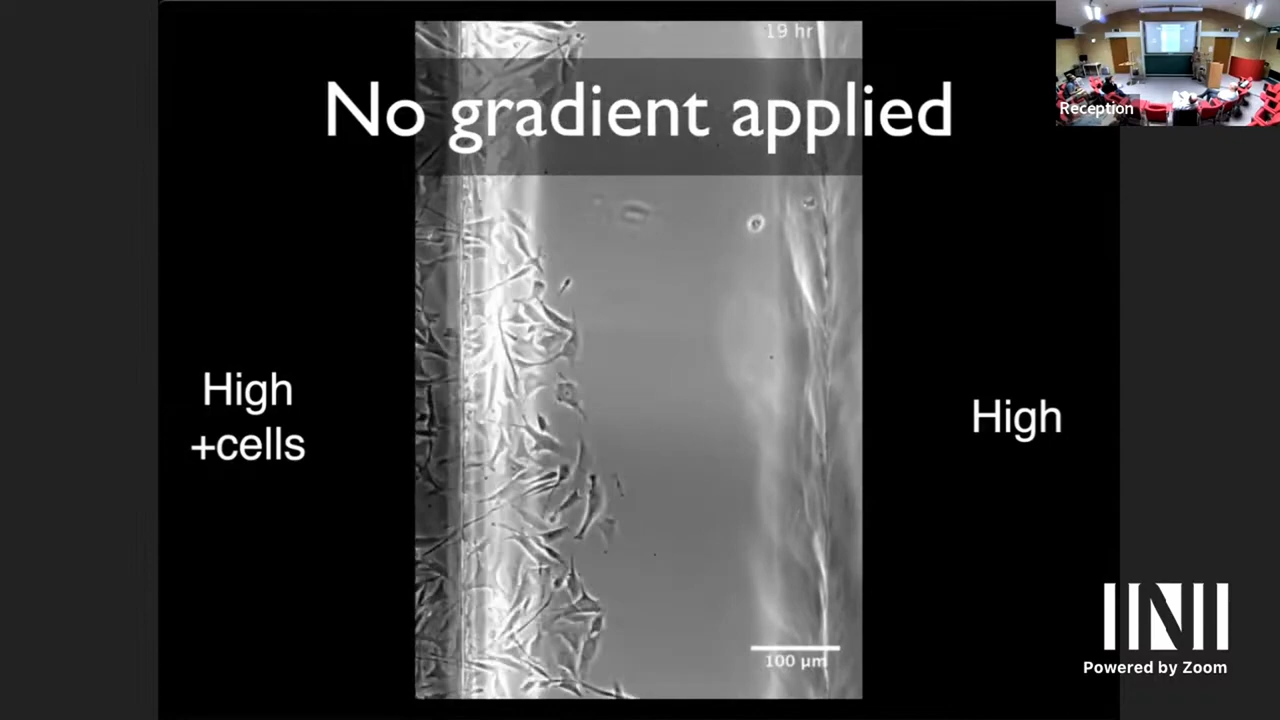 19 hr
No gradient applied
Reception
High
+cells
High
100 µm
INI
Powered by Zoom